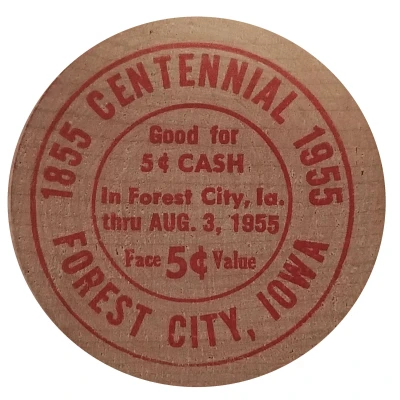 1855 CENTENNIAL 1955
Good for
5¢ CASH
In Forest City, Ia.
thru AUG. 3, 1955
Face 5¢ Value
FOREST CITY, IOWA